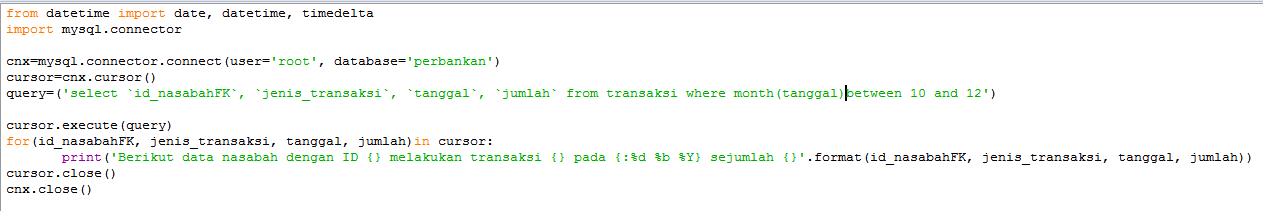 from datetime import date, datetime, timedelta
import mysql.connector
cnx=mysql.connector.connect(user='root', database='perbankan')
cursor=cnx.cursor()
query=('select `id_nasabahFK`, `jenis_transaksi`, `tanggal`, `jumlah` from transaksi where month(tanggal)between 10 and 12')
cursor.execute(query)
for(id_nasabahFK, jenis_transaksi, tanggal, jumlah)in cursor:
print('Berikut data nasabah dengan ID {} melakukan transaksi {} pada {:%d %b %Y} sejumlah {}'.format(id_nasabahFK, jenis_transaksi, tanggal, jumlah))
cursor.close()
cnx.close()